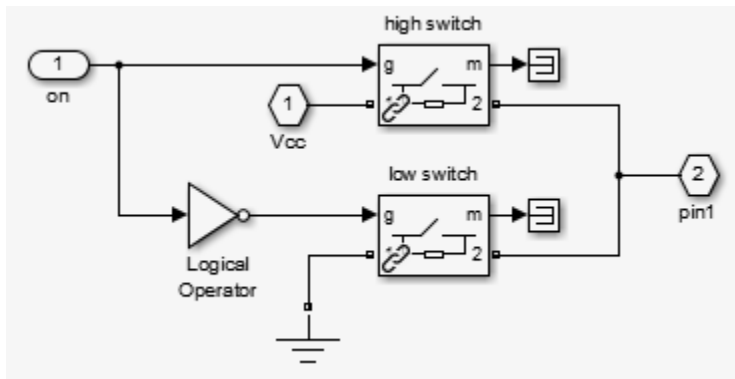 high switch
1
g
m
on
1
2
Vcc
low switch
2
g
m
pin1
2
Logical
Operator